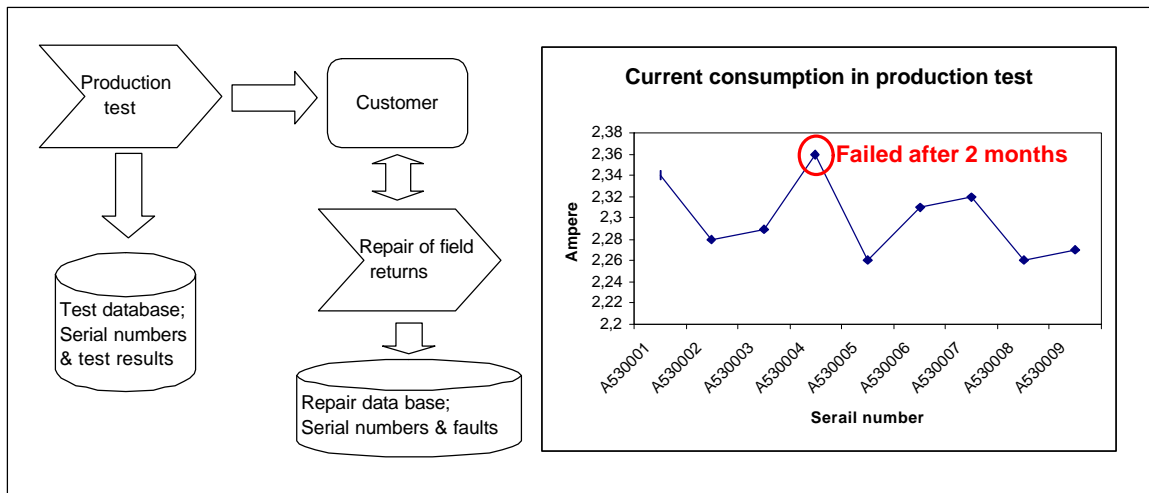 Production
test
Customer
Repair of field
returns
Test database;
Serial numbers
& test results
Repair data base;
Serial numbers & faults
Current consumption in production test
Failed after 2 months
Ampere
2,38
2,36
2,34
2,32
2,3
2,28
2,26
2,24
2,22
2,2
A530001
A530002
A530003
A530004
A530005
A530006
A530007
A530008
A530009
Serail number